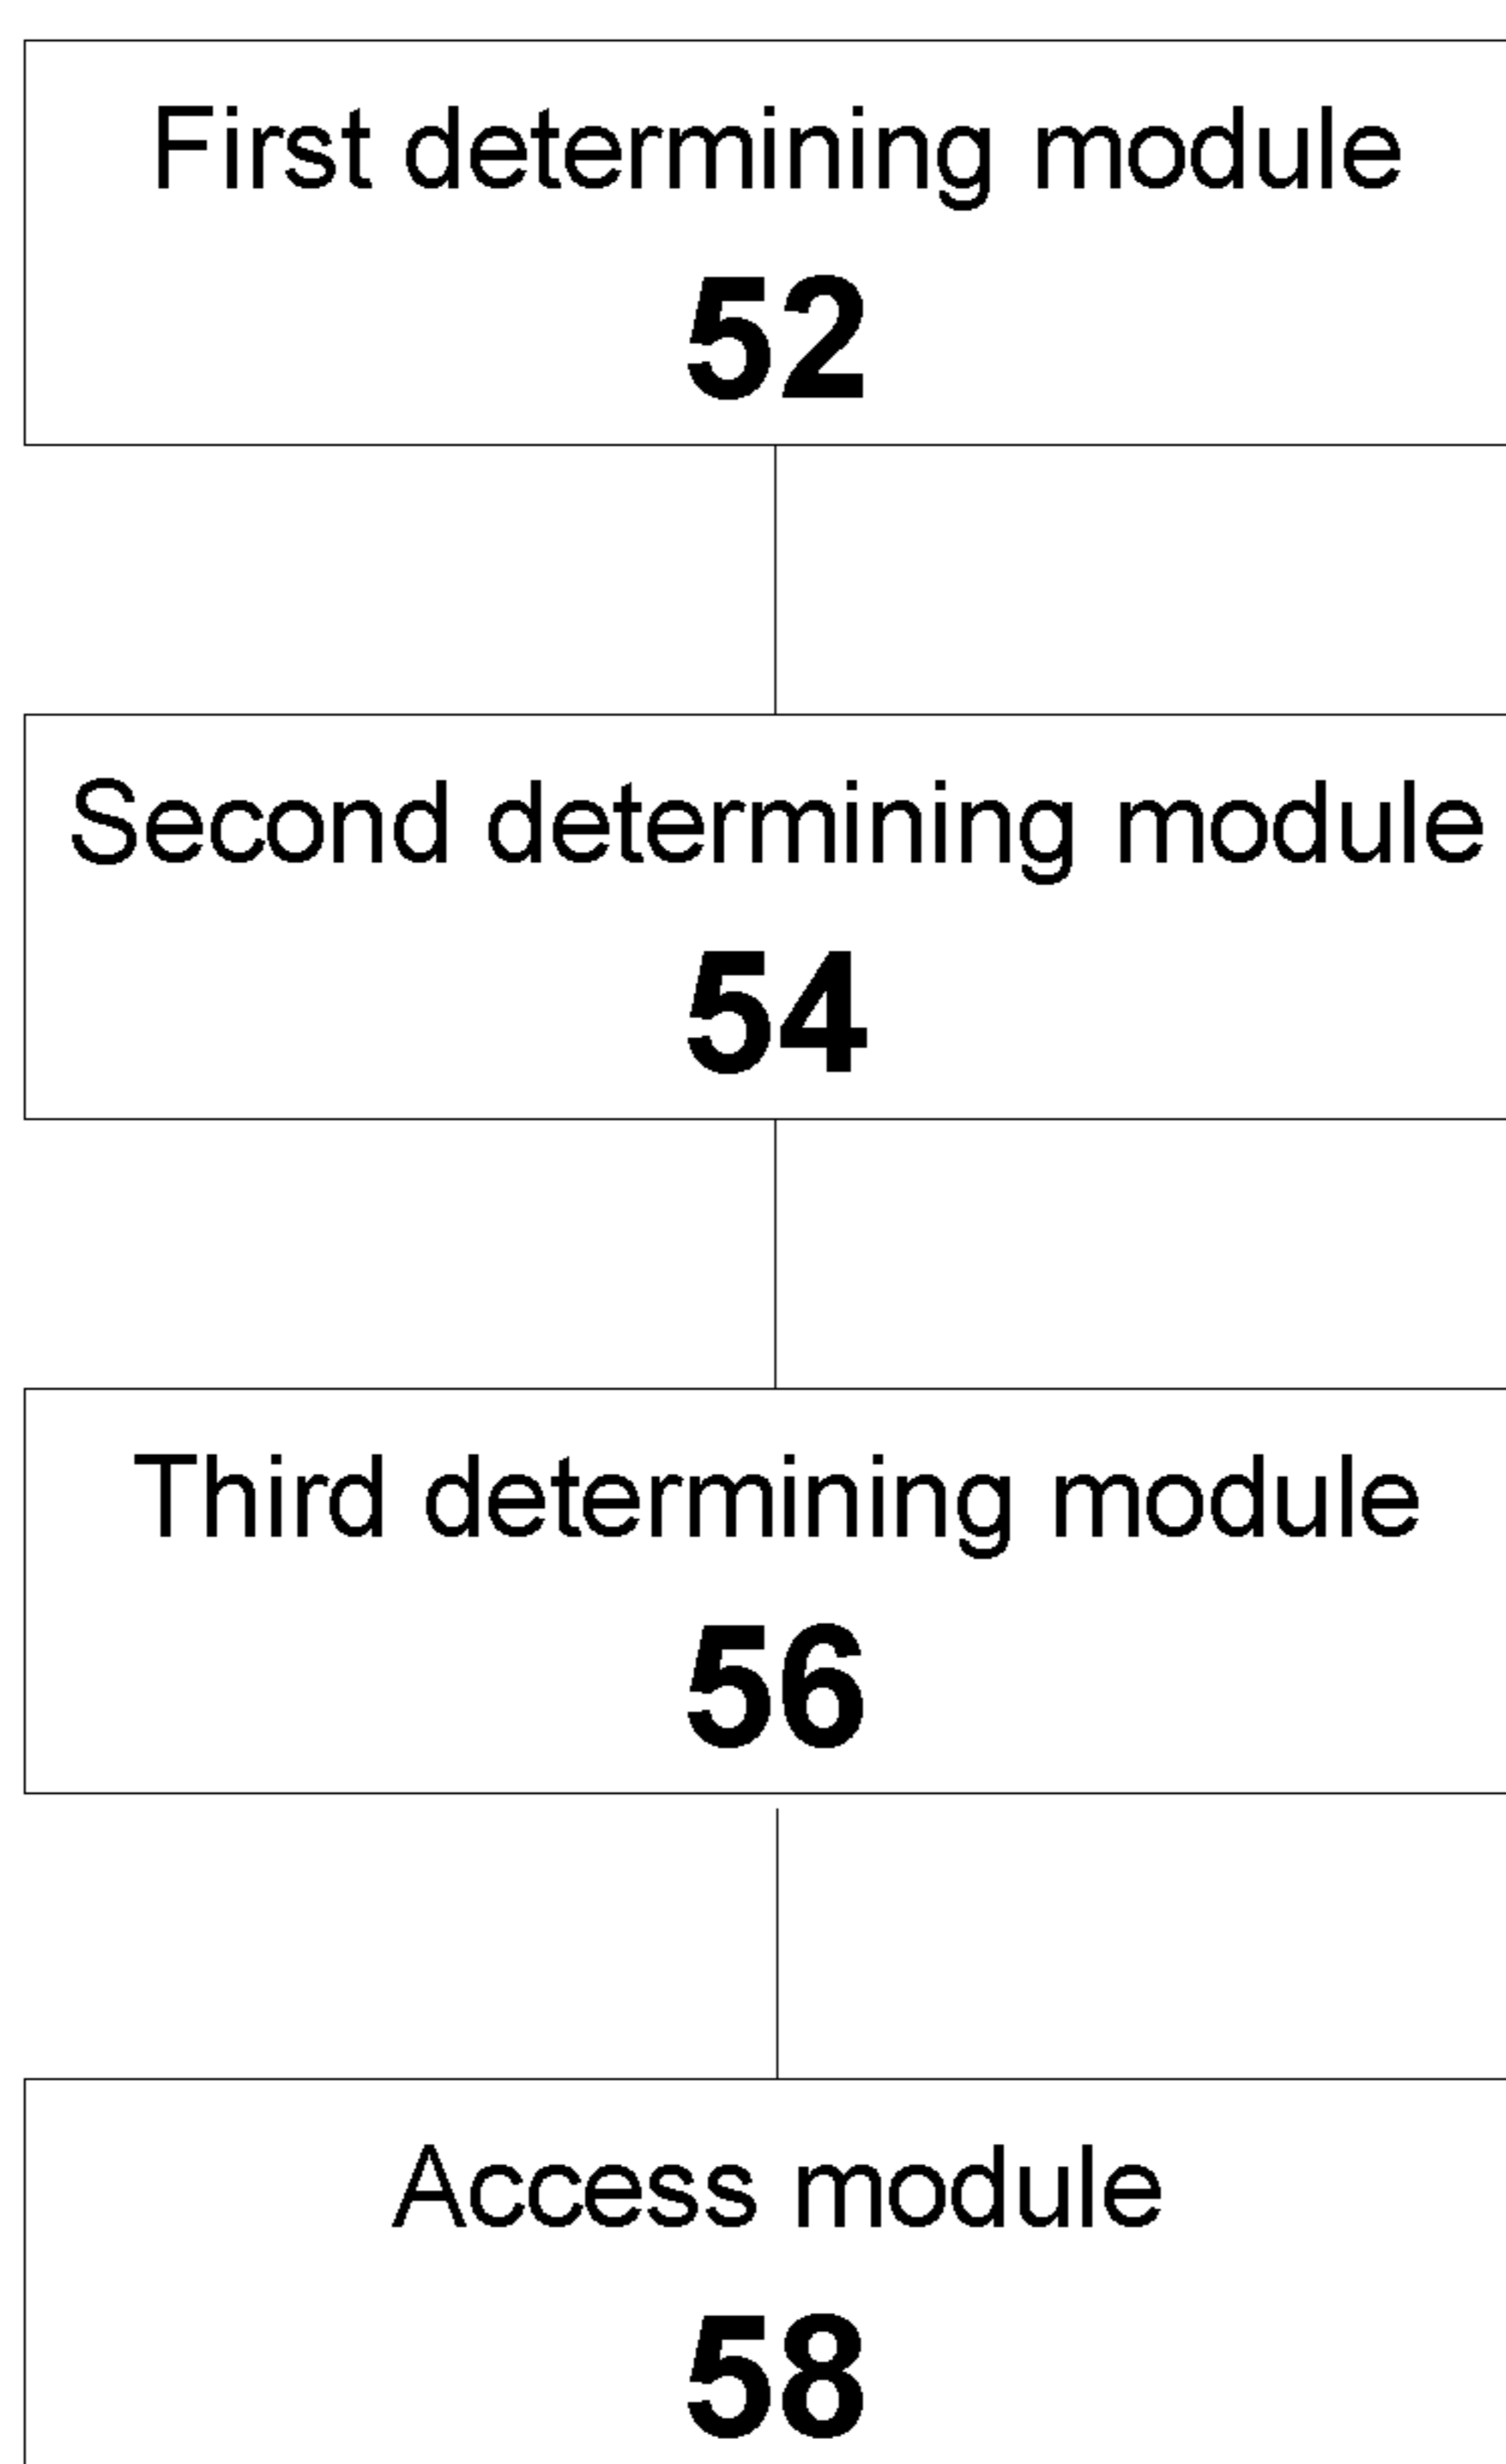 First determining module
52
Second determining module
54
Third determining module
56
Access module
58